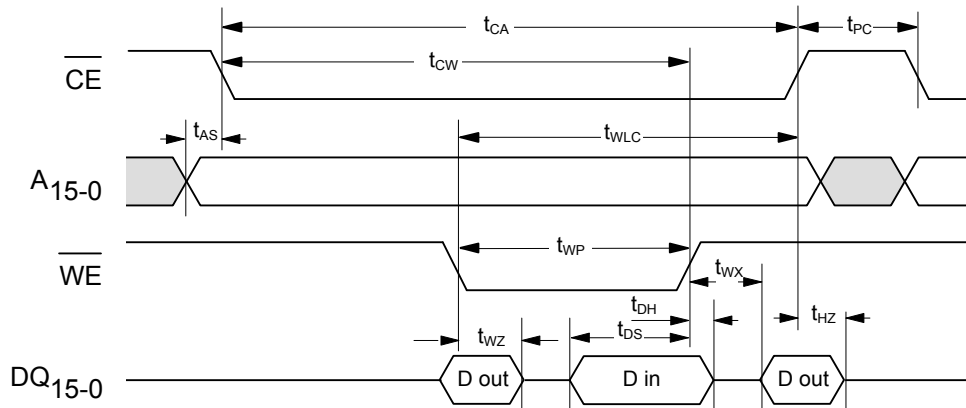 tCA
tPC
CE
tCW
tAS
tWLC
A15-0
WE
tWP
tWX
tDH
tHZ
tWZ
tDS
DQ15-0
D out
D in
D out